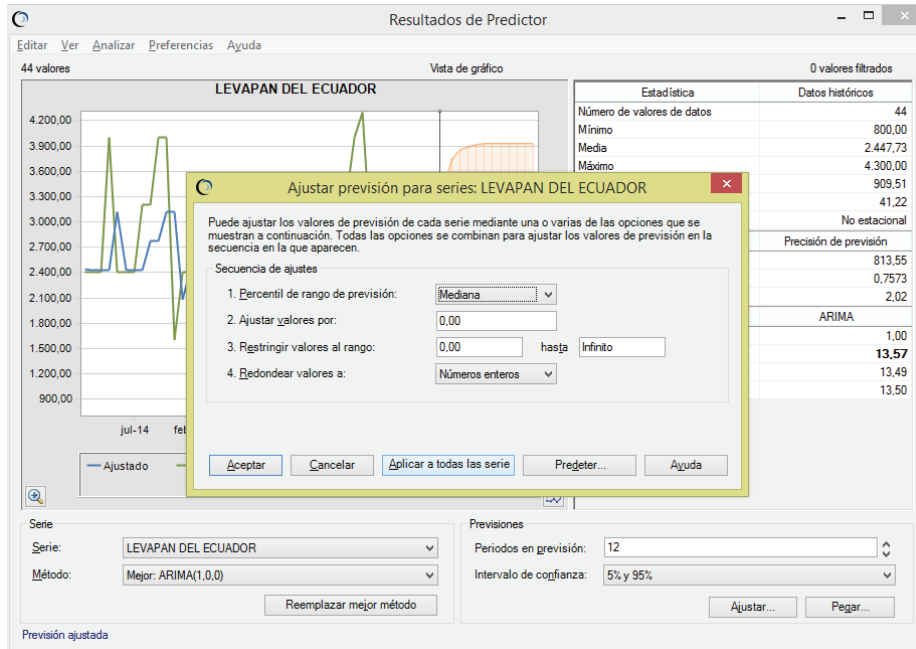 Resultados de Predictor
Editar Ver Analizar Preferencias Ayuda
44 valores Vista de gráfico 0 valores filtrados
LEVAPAN DEL ECUADOR
4.200,00
3.900,00
3.600,00
3.300,00
3.000,00
2.700,00
2.400,00
2.100,00
1.800,00
1.500,00
1.200,00
900,00
jul-14 feb
Ajustado
Estadística Datos históricos
Número de valores de datos 44
Mínimo 800,00
Media 2.447,73
Máximo 4.300,00
909,51
41,22
No estacional
Precisión de previsión
813,55
0,7573
2,02
ARIMA
1,00
13,57
13,49
13,50
Ajustar previsión para series: LEVAPAN DEL ECUADOR
Puede ajustar los valores de previsión de cada serie mediante una o varias de las opciones que se
muestran a continuación. Todas las opciones se combinan para ajustar los valores de previsión en la
secuencia en la que aparecen.
Secuencia de ajustes
1. Percentil de rango de previsión: Mediana
2. Ajustar valores por: 0,00
3. Restringir valores al rango: 0,00 hasta Infinito
4. Redondear valores a: Números enteros
Aceptar Cancelar Aplicar a todas las serie Predeter... Ayuda
Serie
Serie: LEVAPAN DEL ECUADOR
Método: Mejor: ARIMA(1,0,0)
Reemplazar mejor método
Previsiones
Periodos en previsión: 12
Intervalo de confianza: 5% y 95%
Ajustar... Pegar...
Previsión ajustada